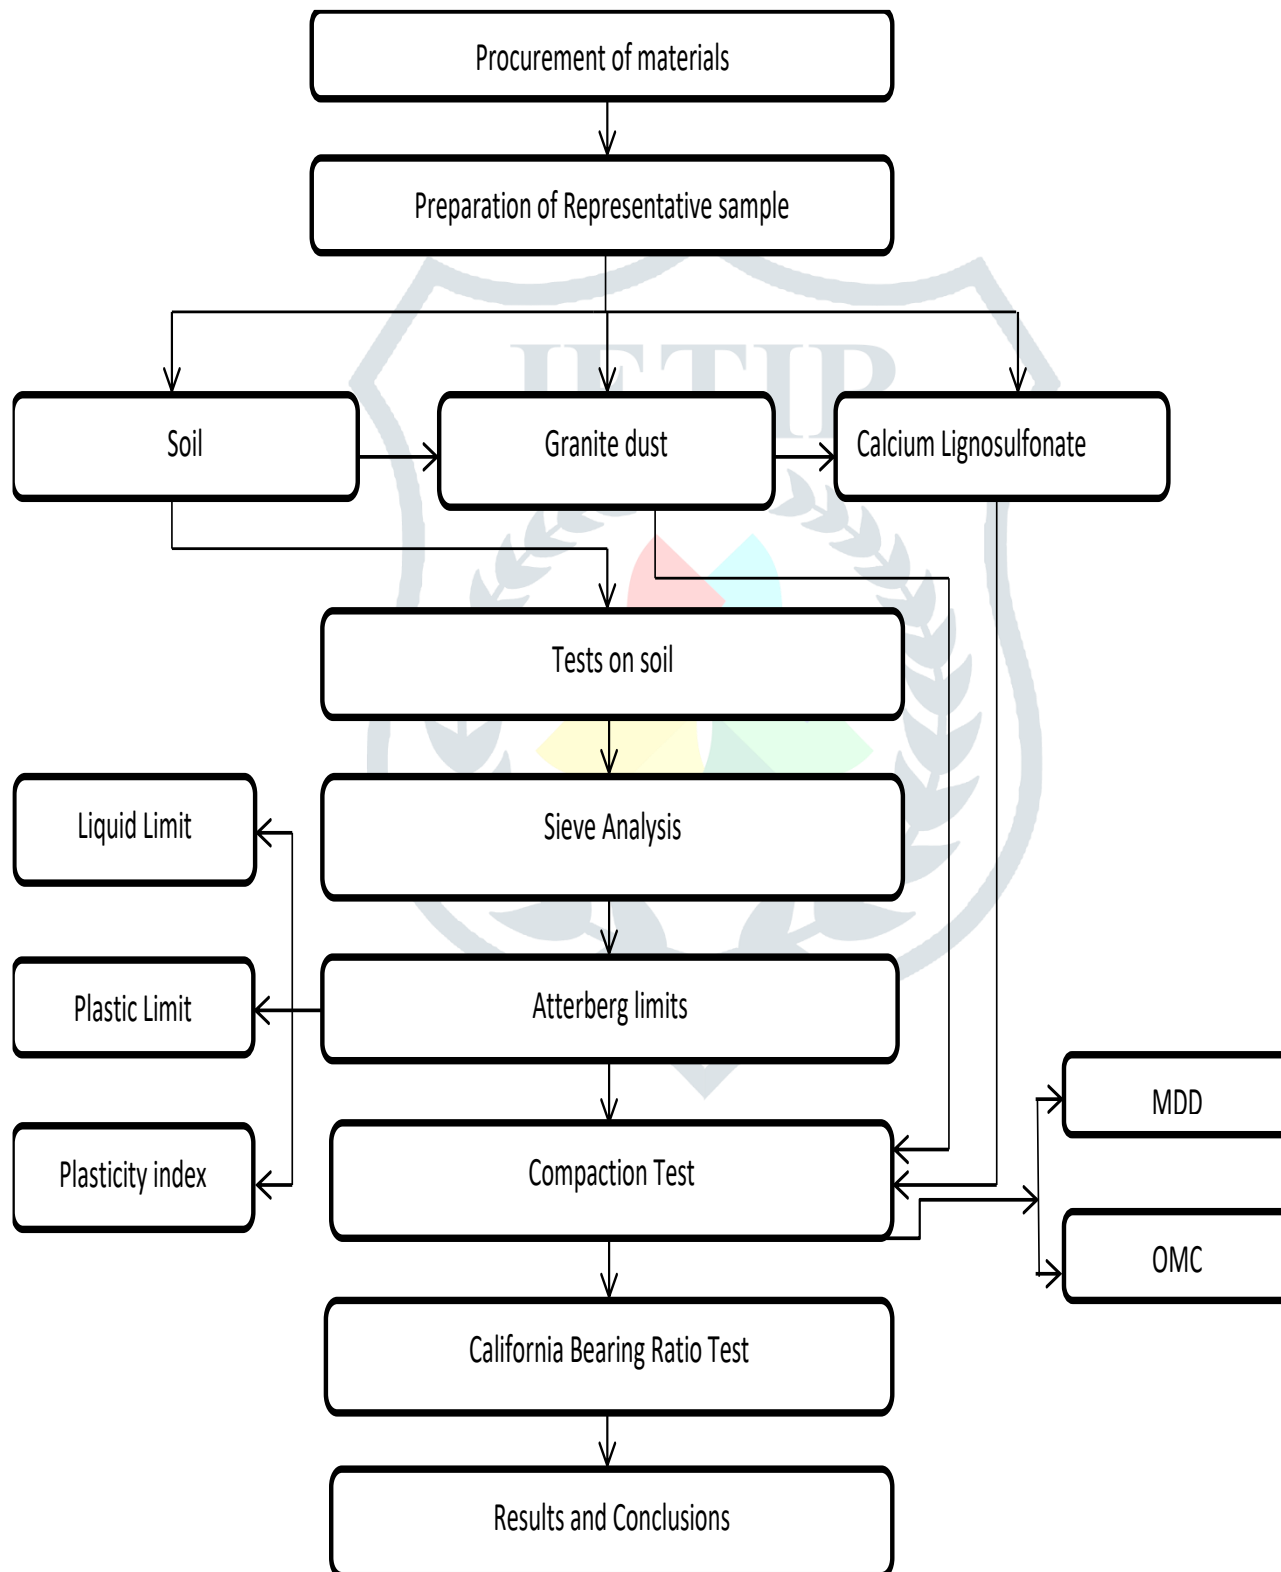 Procurement of materials
Preparation of Representative sample
JETIR
Soil
Granite dust
Calcium Lignosulfonate
Tests on soil
Liquid Limit
Sieve Analysis
Plastic Limit
Atterberg limits
MDD
Plasticity index
Compaction Test
OMC
California Bearing Ratio Test
Results and Conclusions